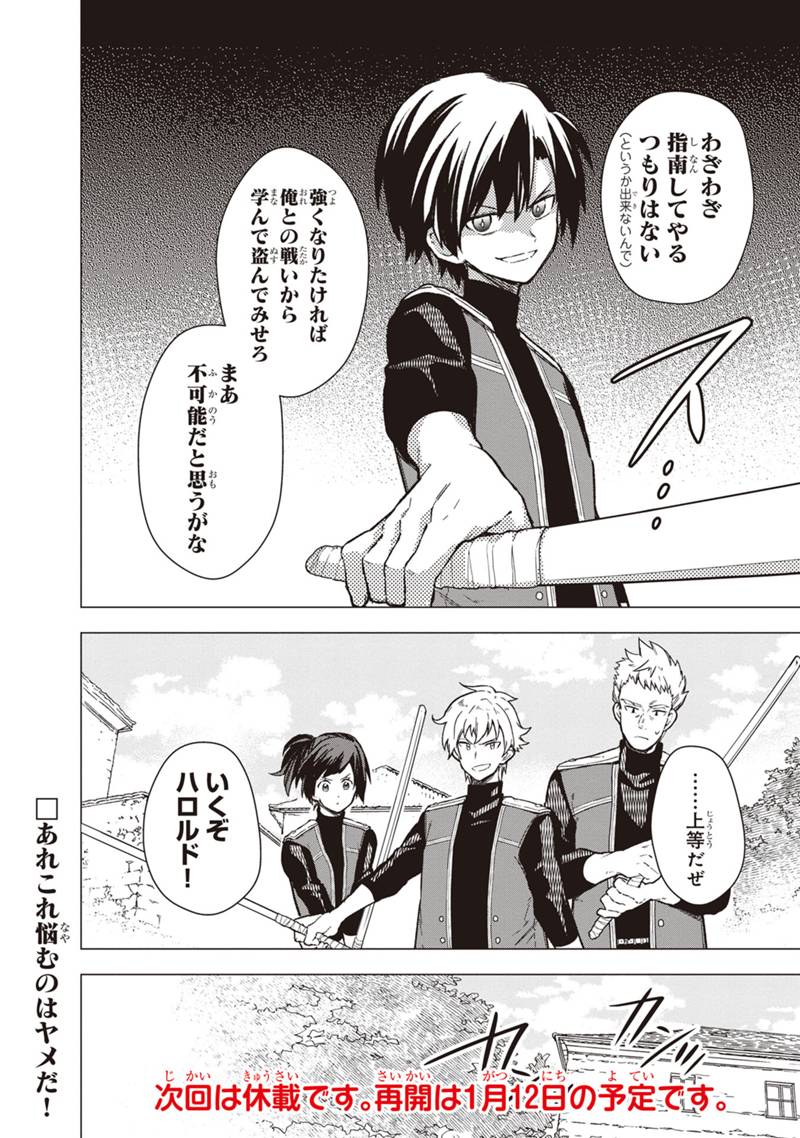 わざわざ
指南してやる
つもりはない
（というか出来ないんで）
強くなりたければ
俺との戦いから
学んで盗んでみせろ
まあ
不可能だと思うがな
スッ
……上等だぜ
いくぞ
ハロルド！
カンッ
□あれこれ悩むのはヤメだ！
次回は休載です。再開は1月12日の予定です。